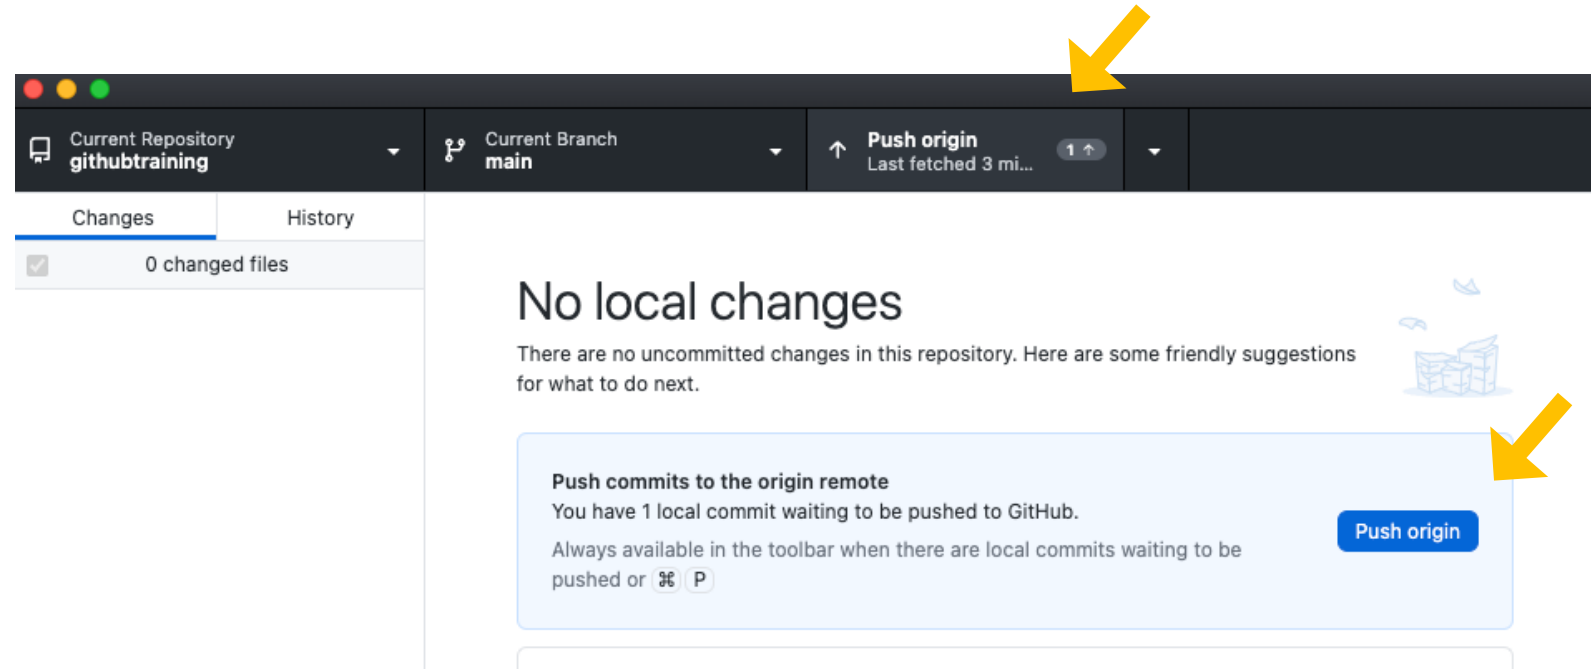 Current Repository
githubtraining
Current Branch
main
Push origin
Last fetched 3 mi...
1
Changes
History
0 changed files
No local changes
There are no uncommitted changes in this repository. Here are some friendly suggestions
for what to do next.
Push commits to the origin remote
You have 1 local commit waiting to be pushed to GitHub.
Always available in the toolbar when there are local commits waiting to be
pushed or ⌘ P
Push origin